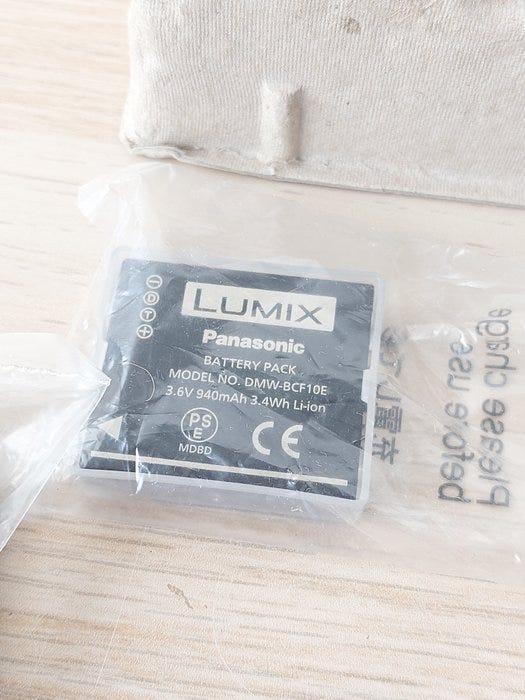 LUMIX
Panasonic
BATTERY PACK
MODEL NO. DMW-BCF10E
3.6V 940mAh 3.4Wh Li-ion
PS
E
MDBD
CE
− D T +
Please charge
before use